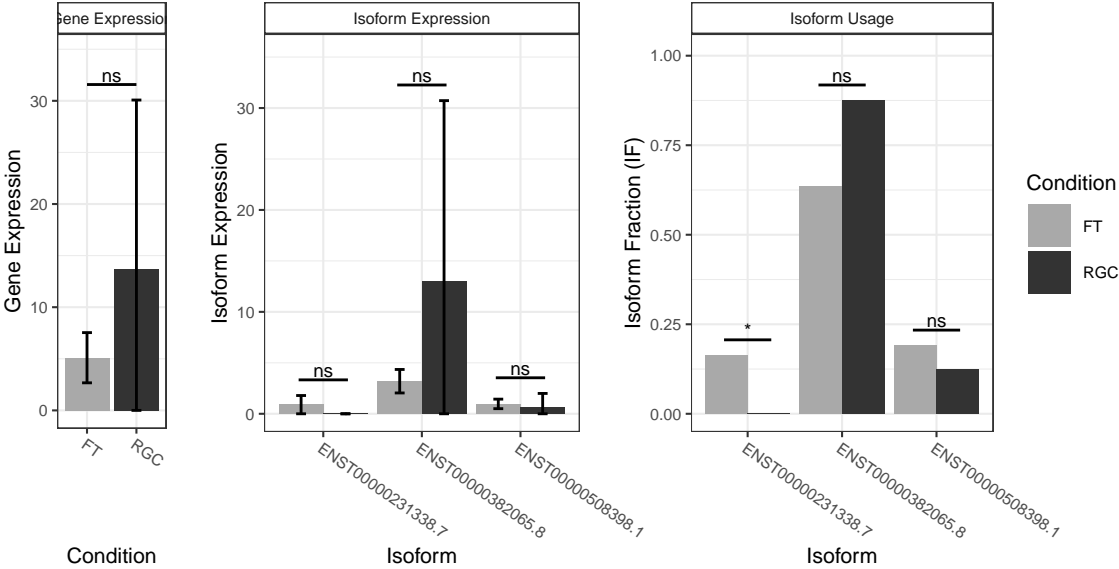 Gene Expression
Isoform Expression
Isoform Usage
Gene Expression
30
20
10
0
ns
FT
RGC
Condition
Isoform Expression
30
20
10
0
ns
ns
ns
ENST00000231338.7
ENST00000382065.8
ENST00000508398.1
Isoform
Isoform Fraction (IF)
1.00
0.75
0.50
0.25
0.00
*
ns
ns
ENST00000231338.7
ENST00000382065.8
ENST00000508398.1
Isoform
Condition
FT
RGC